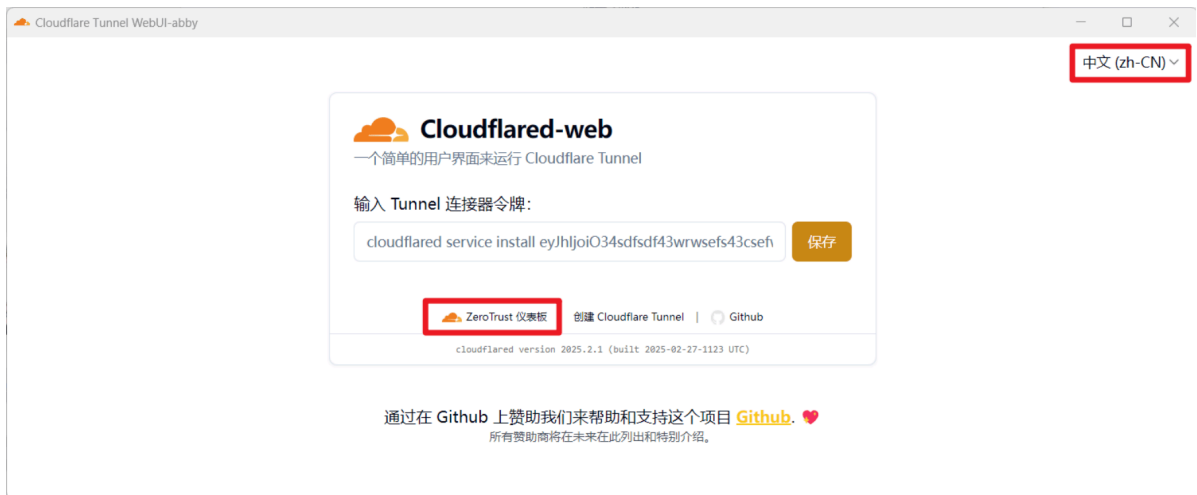 Cloudflare Tunnel WebUI-abby
中文 (zh-CN)
Cloudflared-web
一个简单的用户界面来运行 Cloudflare Tunnel
输入 Tunnel 连接器令牌：
cloudflared service install eyJhIjoiO34sdfsdf43wrwsefs43csefv
保存
ZeroTrust 仪表板
创建 Cloudflare Tunnel | Github
cloudflared version 2025.2.1 (built 2025-02-27-1123 UTC)
通过在 Github 上赞助我们来帮助和支持这个项目 Github. 💖
所有赞助商将在未来在此列出和特别介绍。